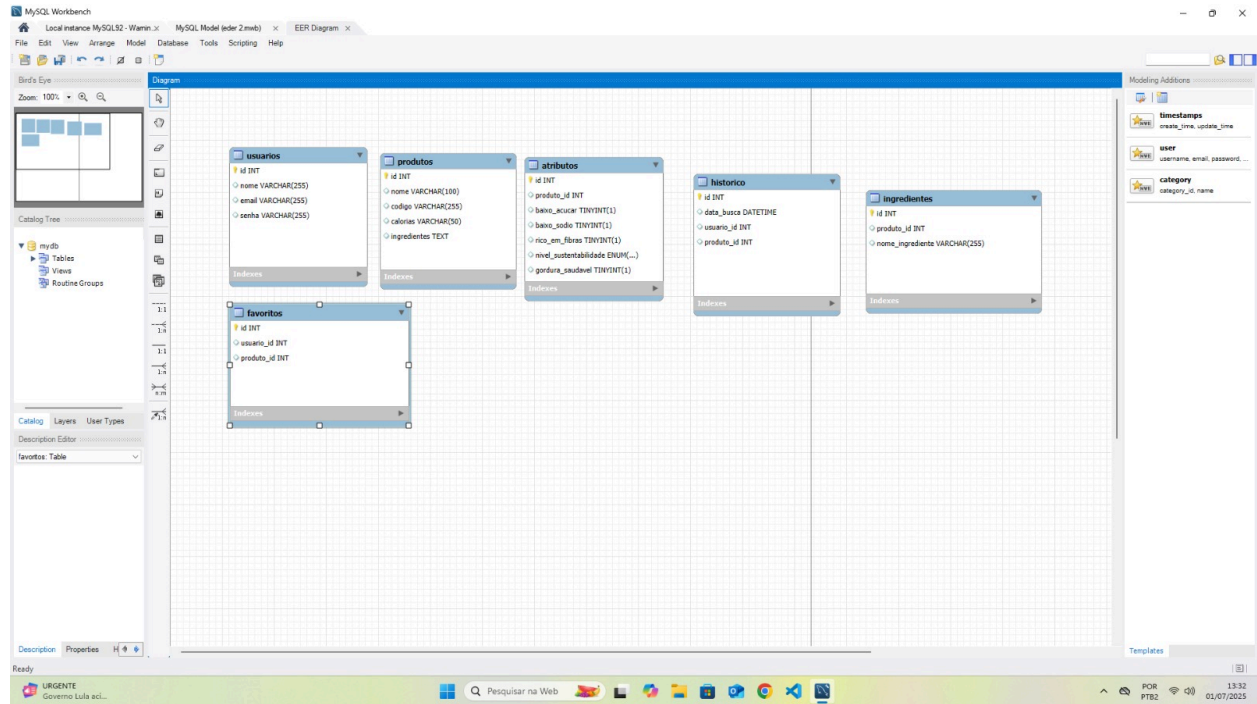 MySQL Workbench
Local instance MySQL92 - Warnin...x MySQL Model (eder 2.mwb) x EER Diagram x
File Edit View Arrange Model Database Tools Scripting Help
Bird's Eye
Zoom: 100%
Diagram
Modeling Additions
timestamps
create_time, update_time
user
username, email, password, ...
category
category_id, name
usuarios
id INT
nome VARCHAR(255)
email VARCHAR(255)
senha VARCHAR(255)
Indexes
produtos
id INT
nome VARCHAR(100)
codigo VARCHAR(255)
calorias VARCHAR(50)
ingredientes TEXT
Indexes
atributos
id INT
produto_id INT
baixo_acucar TINYINT(1)
baixo_sodio TINYINT(1)
rico_em_fibras TINYINT(1)
nivel_sustentabilidade ENUM(...)
gordura_saudavel TINYINT(1)
Indexes
historico
id INT
data_busca DATETIME
usuario_id INT
produto_id INT
Indexes
ingredientes
id INT
produto_id INT
nome_ingrediente VARCHAR(255)
Indexes
favoritos
id INT
usuario_id INT
produto_id INT
Indexes
Catalog Tree
mydb
Tables
Views
Routine Groups
1:1
1:n
1:1
1:n
n:m
1:n
Catalog Layers User Types
Description Editor
favoritos: Table
Description Properties H
Templates
Ready
URGENTE
Governo Lula aci...
Pesquisar na Web
POR
PTB2
13:32
01/07/2025